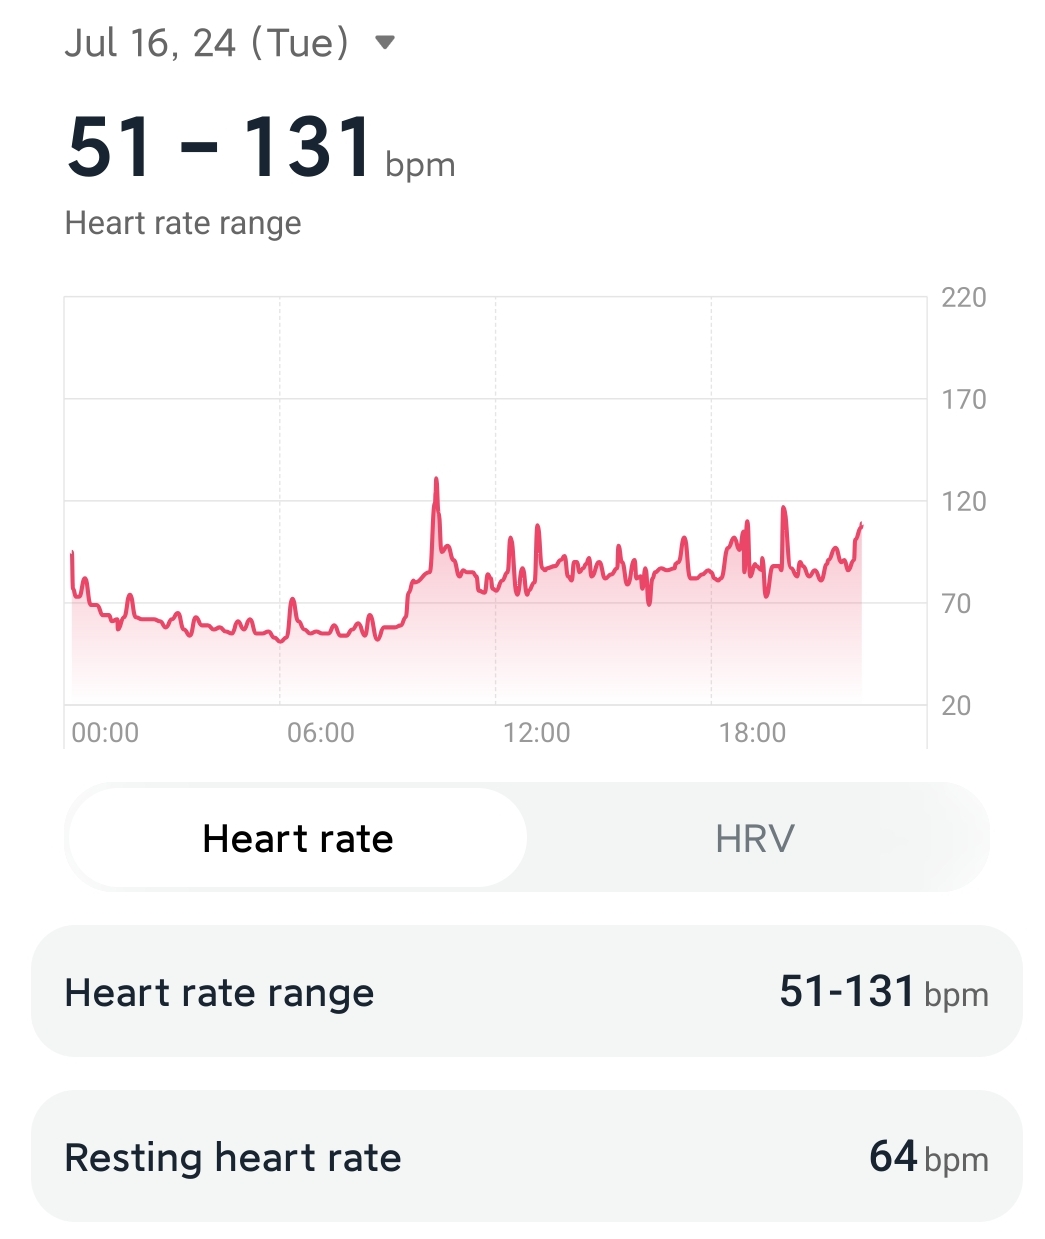 Jul 16, 24 (Tue)
51 – 131 bpm
Heart rate range
220
170
120
70
20
00:00 06:00 12:00 18:00
Heart rate HRV
Heart rate range 51-131 bpm
Resting heart rate 64 bpm